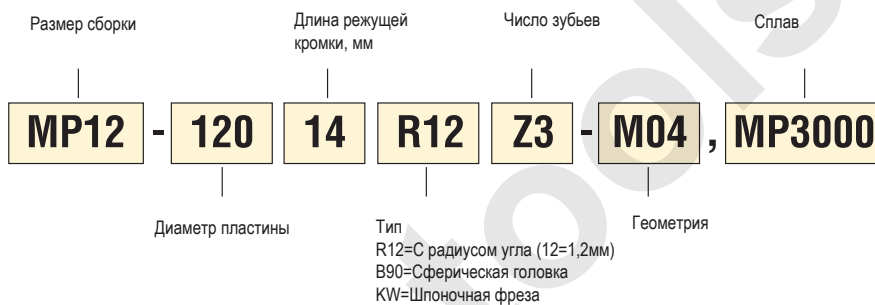 Размер сборки
Длина режущей
кромки, мм
Число зубьев
Сплав
MP12 - 120 14 R12 Z3 - M04 , MP3000
Диаметр пластины
Тип
R12=С радиусом угла (12=1,2мм)
B90=Сферическая головка
KW=Шпоночная фреза
Геометрия
tools